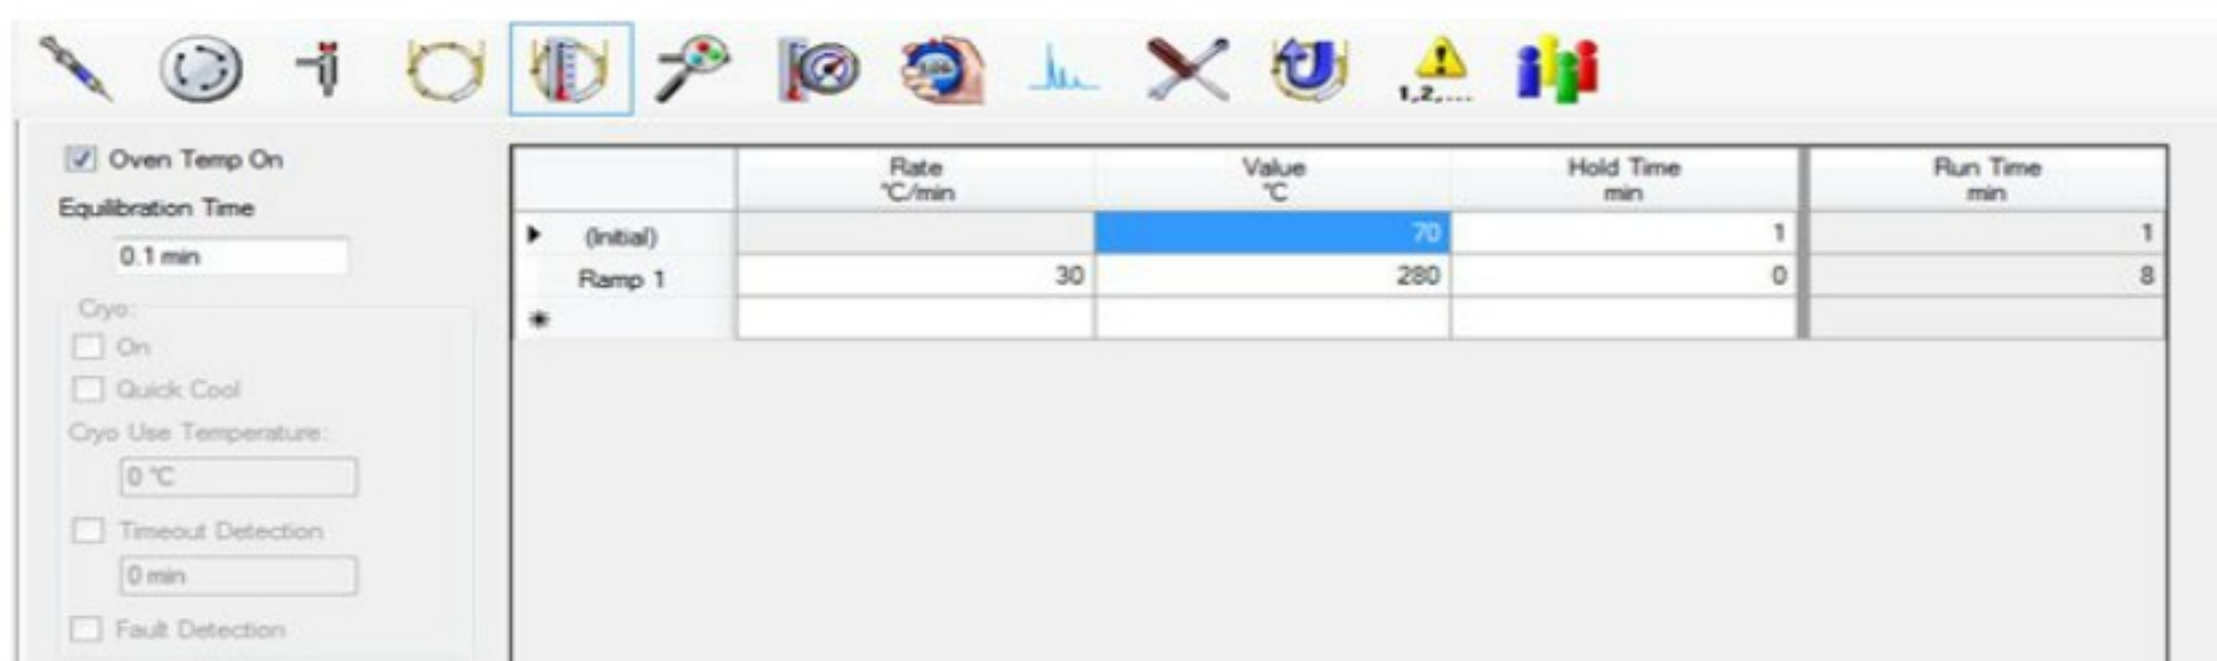 1,2,...
Oven Temp On
Equilibration Time
0.1 min
Cryo:
On
Quick Cool
Cryo Use Temperature:
0 °C
Timeout Detection
0 min
Fault Detection
Rate °C/min Value °C Hold Time min Run Time min
(Initial) 70 1 1
Ramp 1 30 280 0 8
*